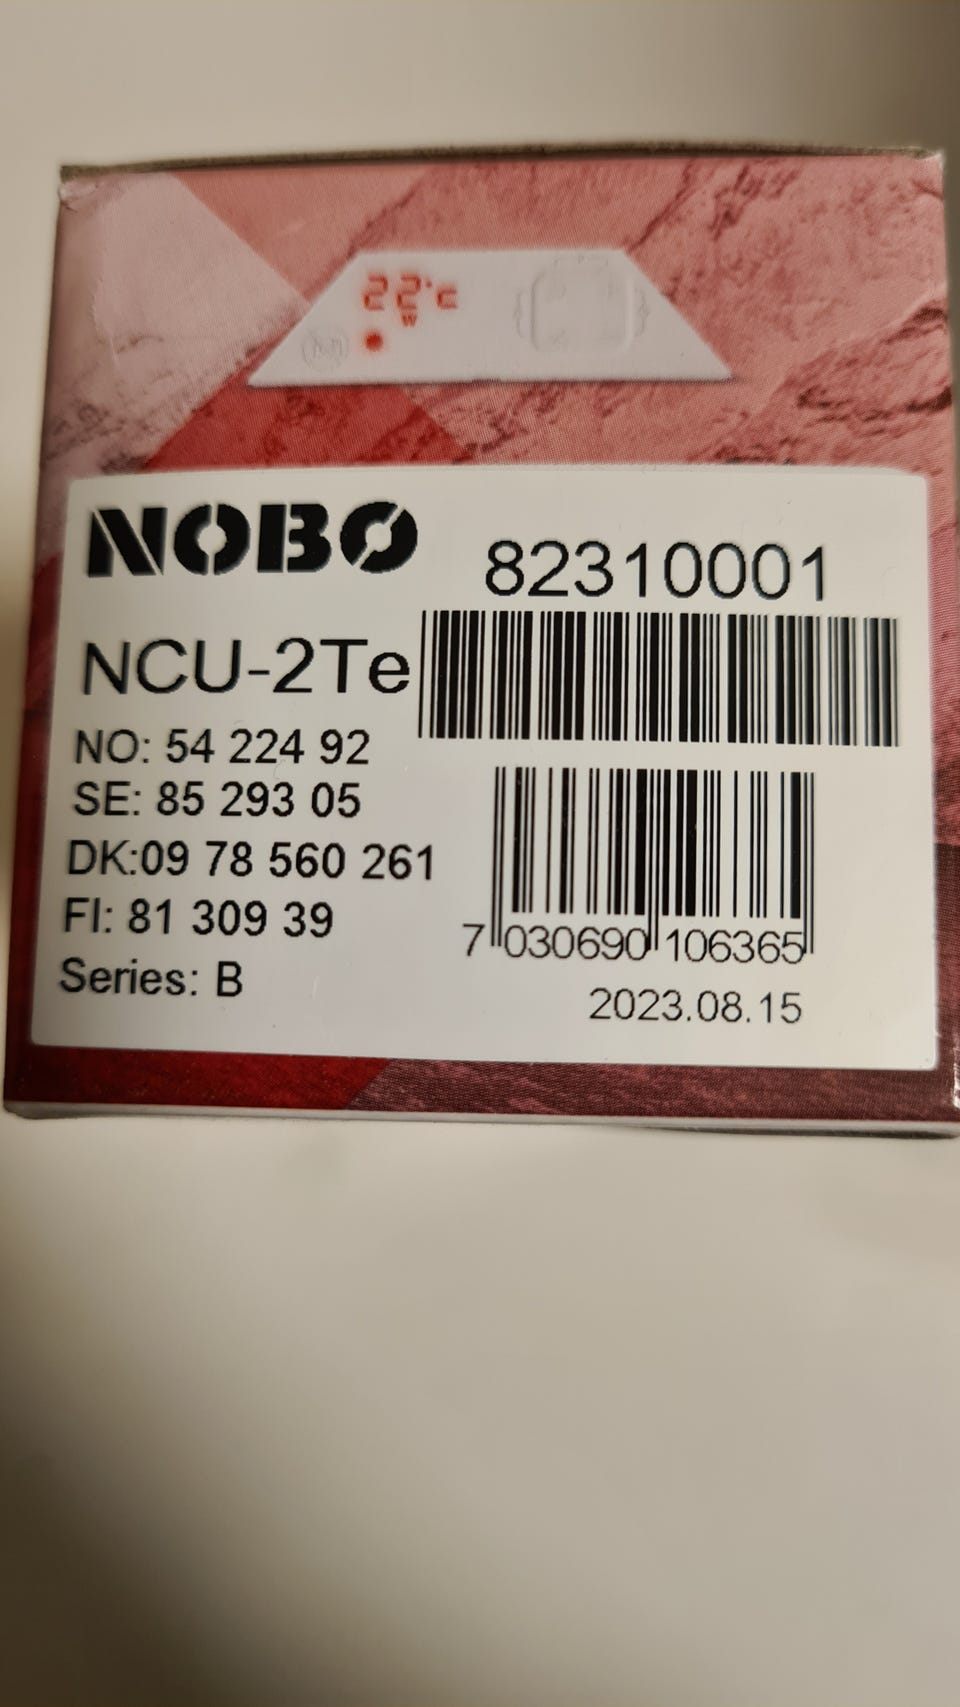 22°C
W
NOBO
82310001
NCU-2Te
NO: 54 224 92
SE: 85 293 05
DK:09 78 560 261
FI: 81 309 39
Series: B
7 030690 106365
2023.08.15